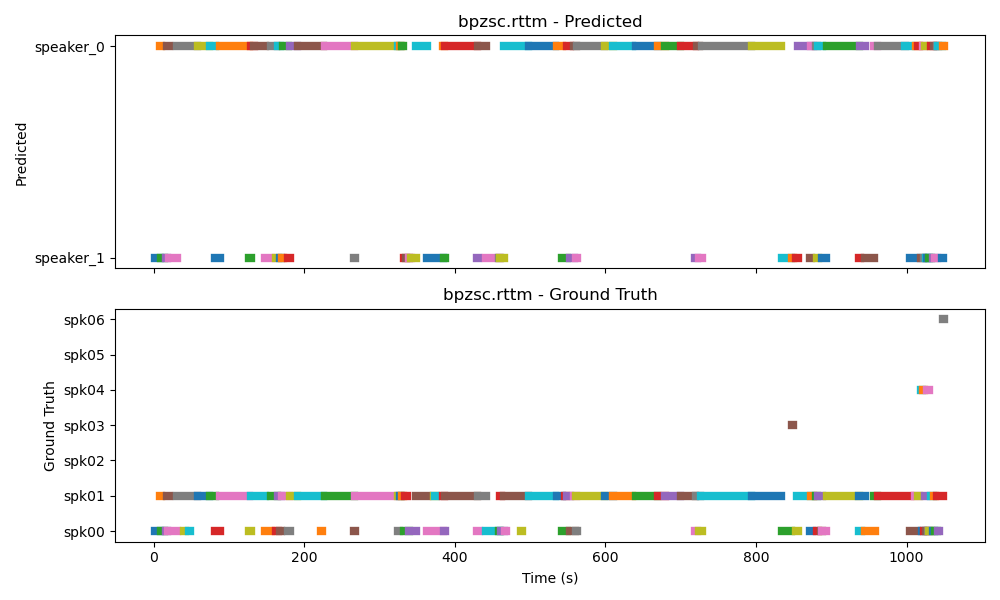 bpzsc.rttm - Predicted
speaker_0
Predicted
speaker_1
bpzsc.rttm - Ground Truth
spk06
spk05
spk04
spk03
Ground Truth
spk02
spk01
spk00
0 200 400 600 800 1000
Time (s)